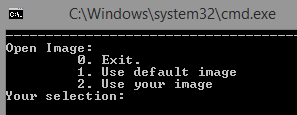 C:\Windows\system32\cmd.exe
Open Image:
0. Exit.
1. Use default image
2. Use your image
Your selection: